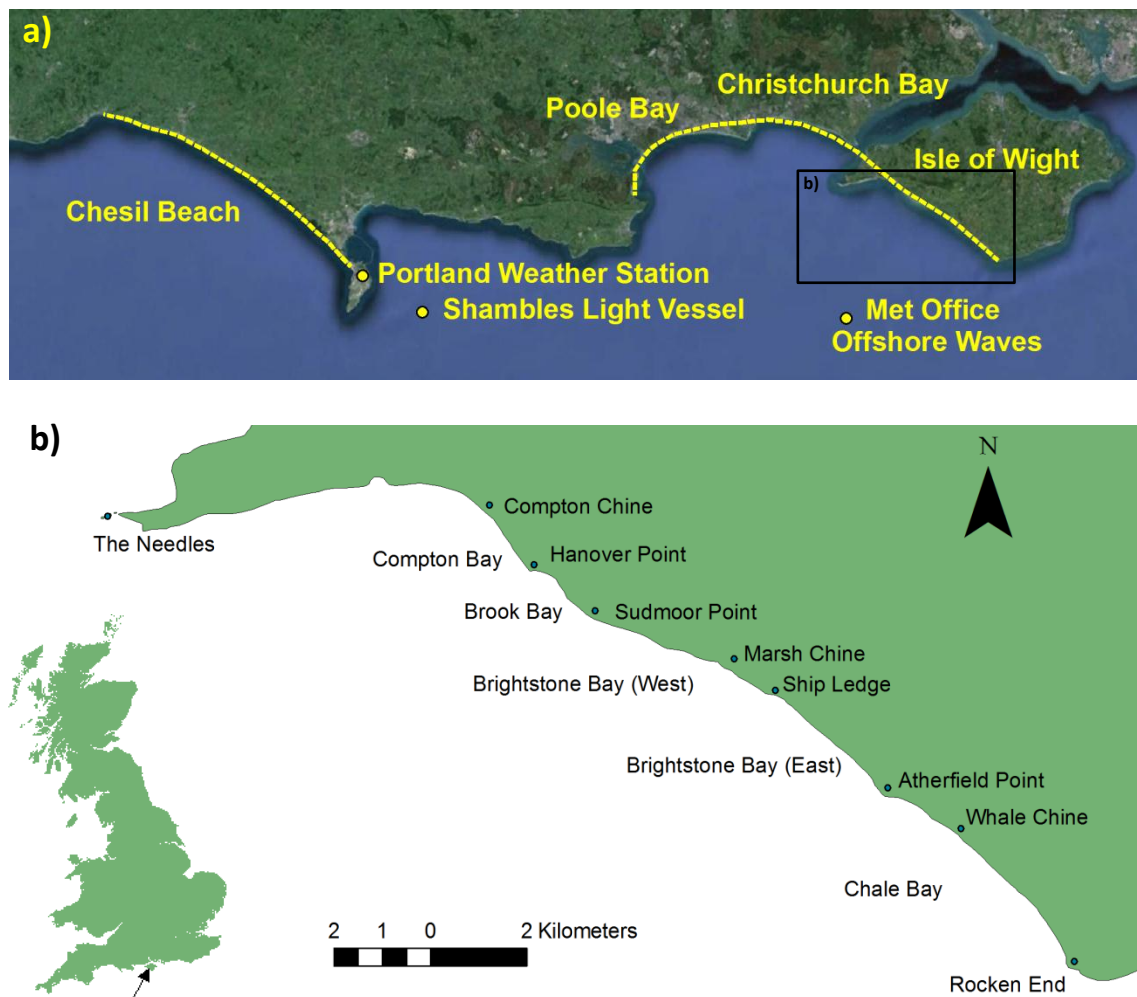 a)
Christchurch Bay
Poole Bay
Isle of Wight
b)
Chesil Beach
Portland Weather Station
Shambles Light Vessel
Met Office
Offshore Waves
b)
N
Compton Chine
The Needles
Compton Bay
Hanover Point
Brook Bay
Sudmoor Point
Marsh Chine
Brightstone Bay (West)
Ship Ledge
Brightstone Bay (East)
Atherfield Point
Whale Chine
Chale Bay
2 1 0 2 Kilometers
Rocken End